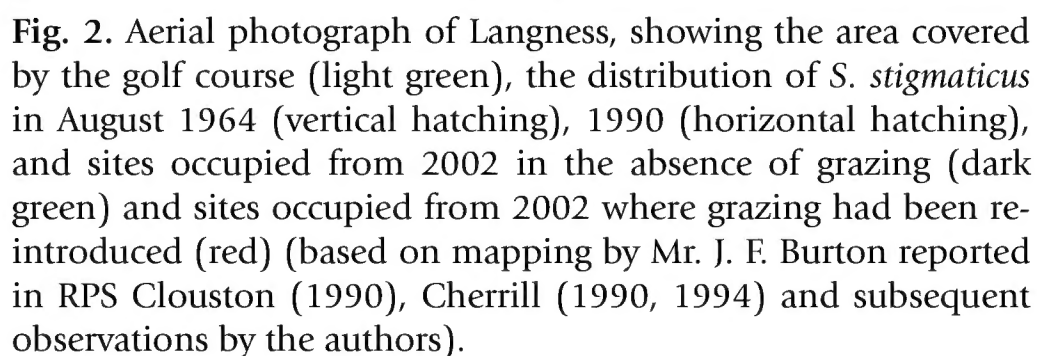 Fig. 2. Aerial photograph of Langness, showing the area covered
by the golf course (light green), the distribution of S. stigmaticus
in August 1964 (vertical hatching), 1990 (horizontal hatching),
and sites occupied from 2002 in the absence of grazing (dark
green) and sites occupied from 2002 where grazing had been re-
introduced (red) (based on mapping by Mr. J. F. Burton reported
in RPS Clouston (1990), Cherrill (1990, 1994) and subsequent
observations by the authors).